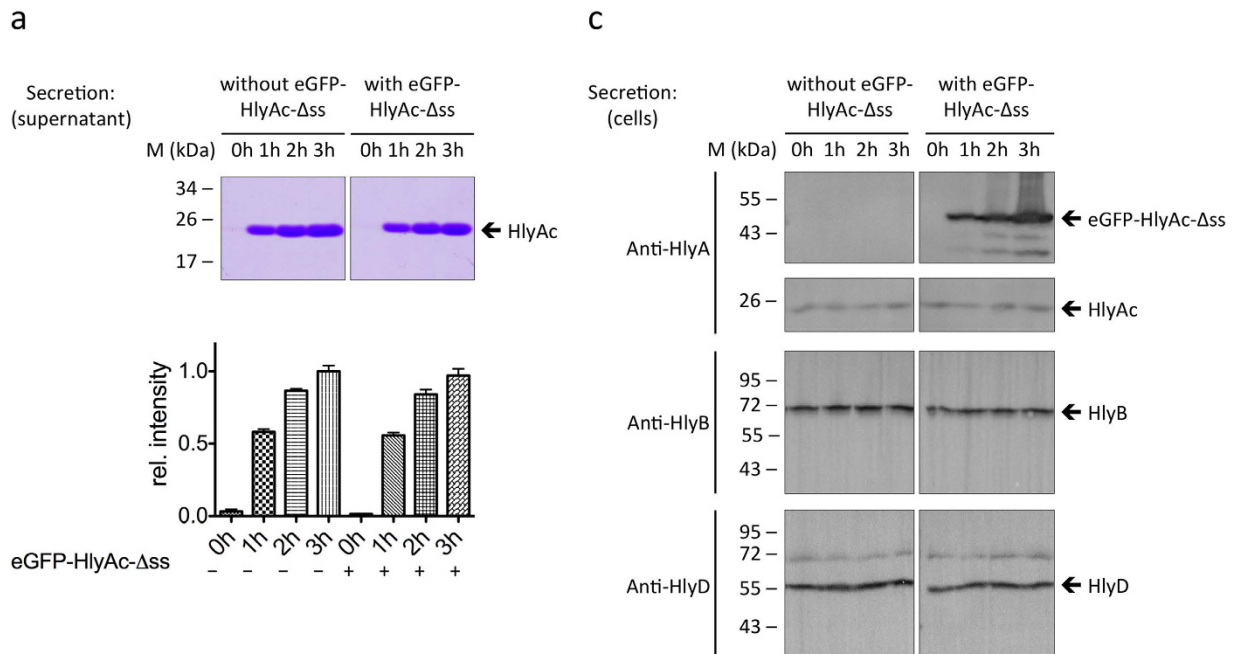 a
Secretion:
(supernatant)
without eGFP-
HlyAc-Δss
with eGFP-
HlyAc-Δss
M (kDa)
0h 1h 2h 3h
0h 1h 2h 3h
34 –
26 –
17 –
← HlyAc
rel. intensity
1.0
0.5
0.0
0h 1h 2h 3h 0h 1h 2h 3h
eGFP-HlyAc-Δss
– – – – + + + +
c
Secretion:
(cells)
without eGFP-
HlyAc-Δss
with eGFP-
HlyAc-Δss
M (kDa)
0h 1h 2h 3h
0h 1h 2h 3h
Anti-HlyA
55 –
43 –
← eGFP-HlyAc-Δss
26 –
← HlyAc
Anti-HlyB
95 –
72 –
55 –
43 –
← HlyB
Anti-HlyD
95 –
72 –
55 –
43 –
← HlyD